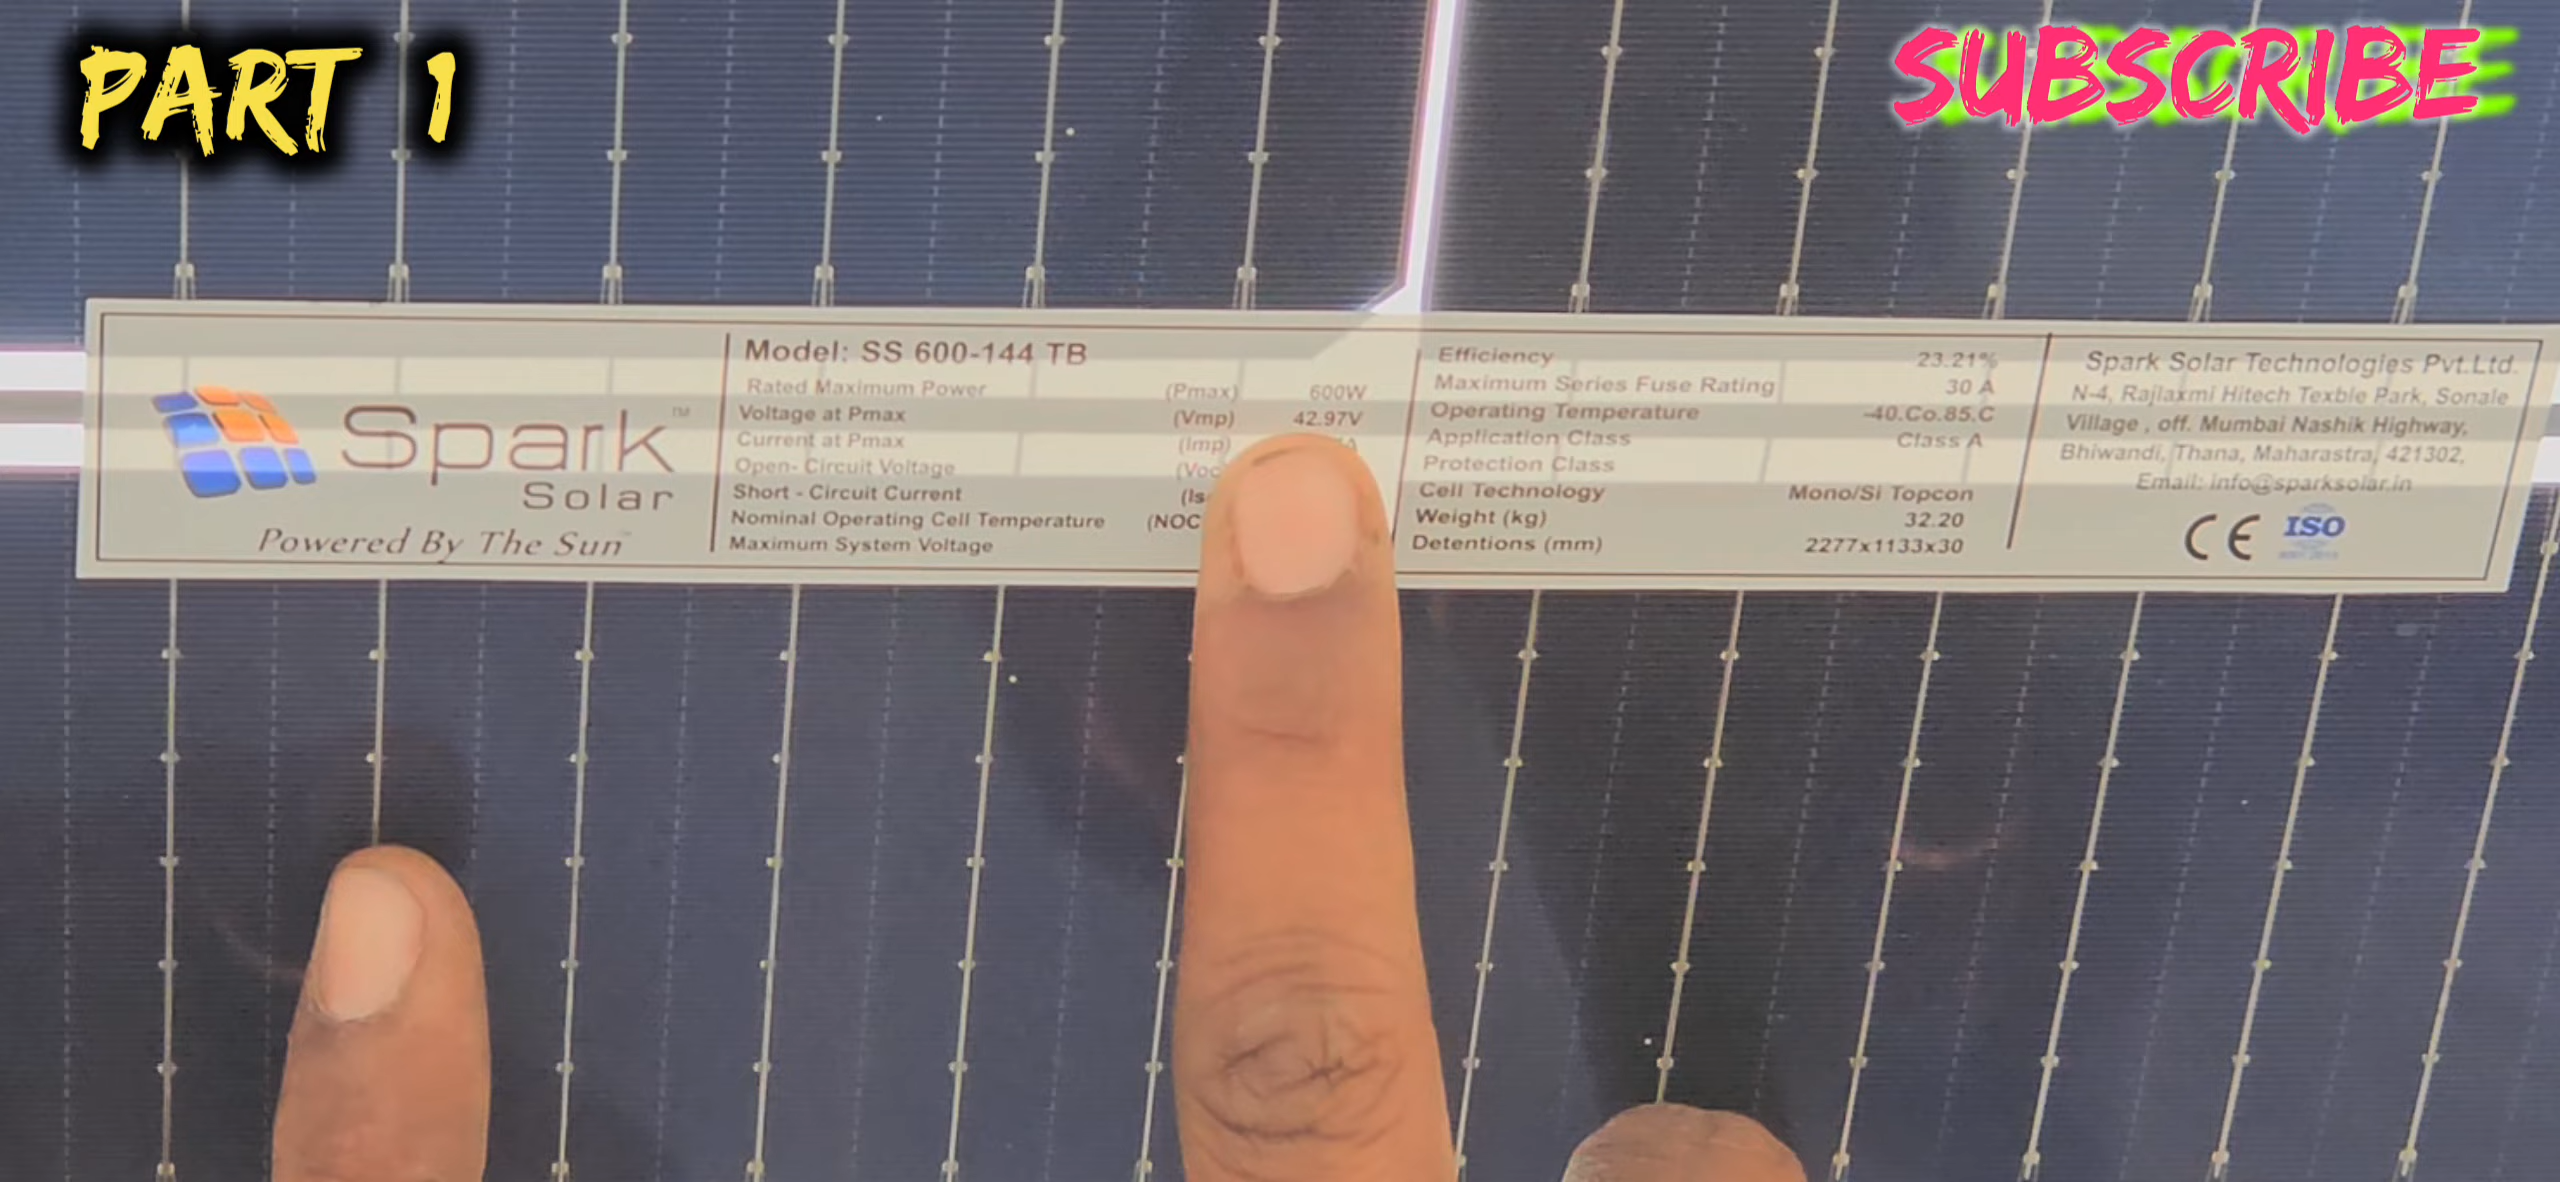 PART 1
SUBSCRIBE
Spark™
Solar
Powered By The Sun
Model: SS 600-144 TB
Rated Maximum Power (Pmax) 600W
Voltage at Pmax (Vmp) 42.97V
Current at Pmax (Imp)
Open- Circuit Voltage (Voc
Short - Circuit Current (Is
Nominal Operating Cell Temperature (NOC
Maximum System Voltage
Efficiency 23.21%
Maximum Series Fuse Rating 30 A
Operating Temperature -40.Co.85.C
Application Class Class A
Protection Class
Cell Technology Mono/Si Topcon
Weight (kg) 32.20
Detentions (mm) 2277x1133x30
Spark Solar Technologies Pvt.Ltd.
N-4, Rajlaxmi Hitech Texble Park, Sonale
Village , off. Mumbai Nashik Highway,
Bhiwandi, Thana, Maharastra, 421302,
Email: info@sparksolar.in
CE ISO